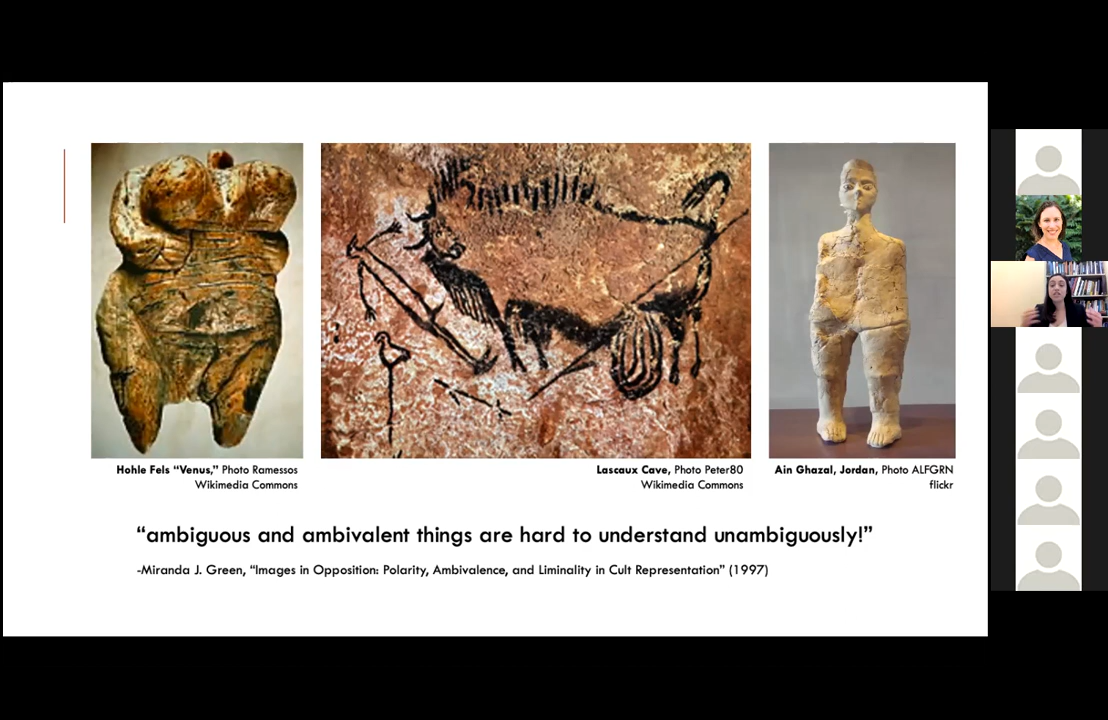 Hohle Fels “Venus,” Photo Ramessos
Wikimedia Commons
Lascaux Cave, Photo Peter80
Wikimedia Commons
Ain Ghazal, Jordan, Photo ALFGRN
flickr
“ambiguous and ambivalent things are hard to understand unambiguously!”
-Miranda J. Green, “Images in Opposition: Polarity, Ambivalence, and Liminality in Cult Representation” (1997)